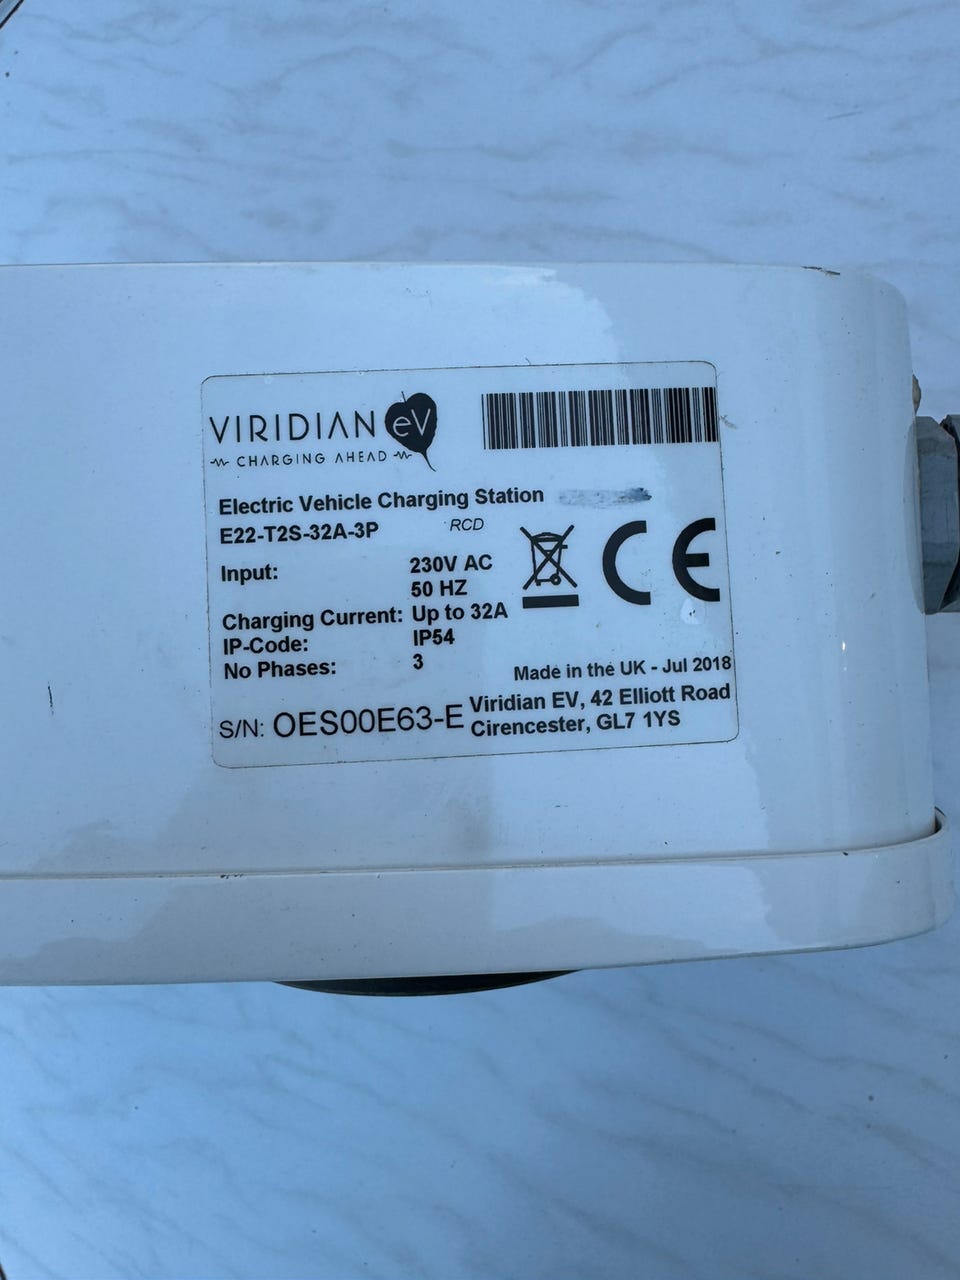 VIRIDIAN eV
CHARGING AHEAD
Electric Vehicle Charging Station
E22-T2S-32A-3P RCD
Input: 230V AC
50 HZ
Charging Current: Up to 32A
IP-Code: IP54
No Phases: 3
CE
Made in the UK - Jul 2018
S/N: OES00E63-E
Viridian EV, 42 Elliott Road
Cirencester, GL7 1YS